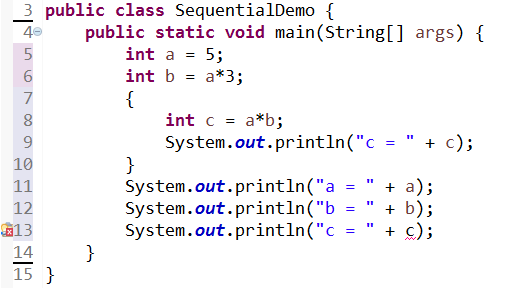 3 public class SequentialDemo {
4 public static void main(String[] args) {
5 int a = 5;
6 int b = a*3;
7 {
8 int c = a*b;
9 System.out.println("c = " + c);
10 }
11 System.out.println("a = " + a);
12 System.out.println("b = " + b);
13 System.out.println("c = " + c);
14 }
15 }